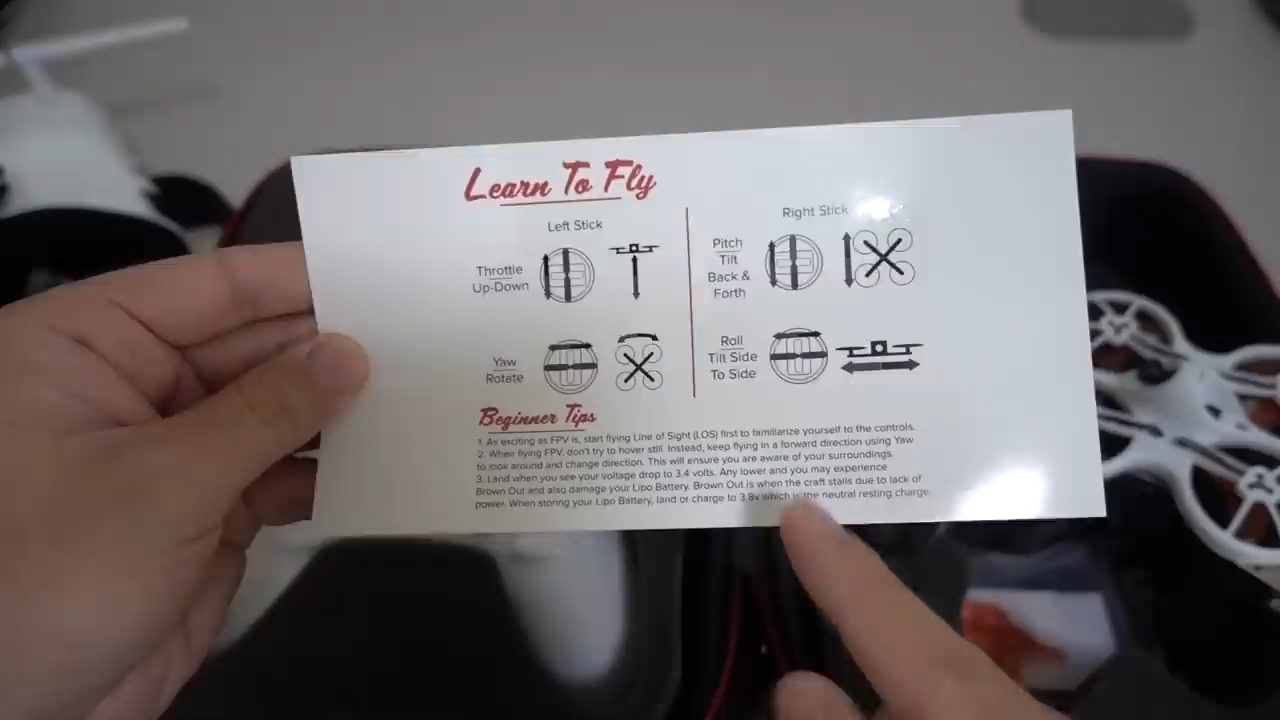 Learn To Fly
Left Stick
Throttle
Up-Down
Yaw
Rotate
Right Stick
Pitch
Tilt
Back &
Forth
Roll
Tilt Side
To Side
Beginner Tips
1. As exciting as FPV is, start flying Line of Sight (LOS) first to familiarize yourself to the controls.
2. When flying FPV, don't try to hover still. Instead, keep flying in a forward direction using Yaw
to look around and change direction. This will ensure you are aware of your surroundings.
3. Land when you see your voltage drop to 3.4 volts. Any lower and you may experience
Brown Out and also damage your Lipo Battery. Brown Out is when the craft stalls due to lack of
power. When storing your Lipo Battery, land or charge to 3.8v which is the neutral resting charge.